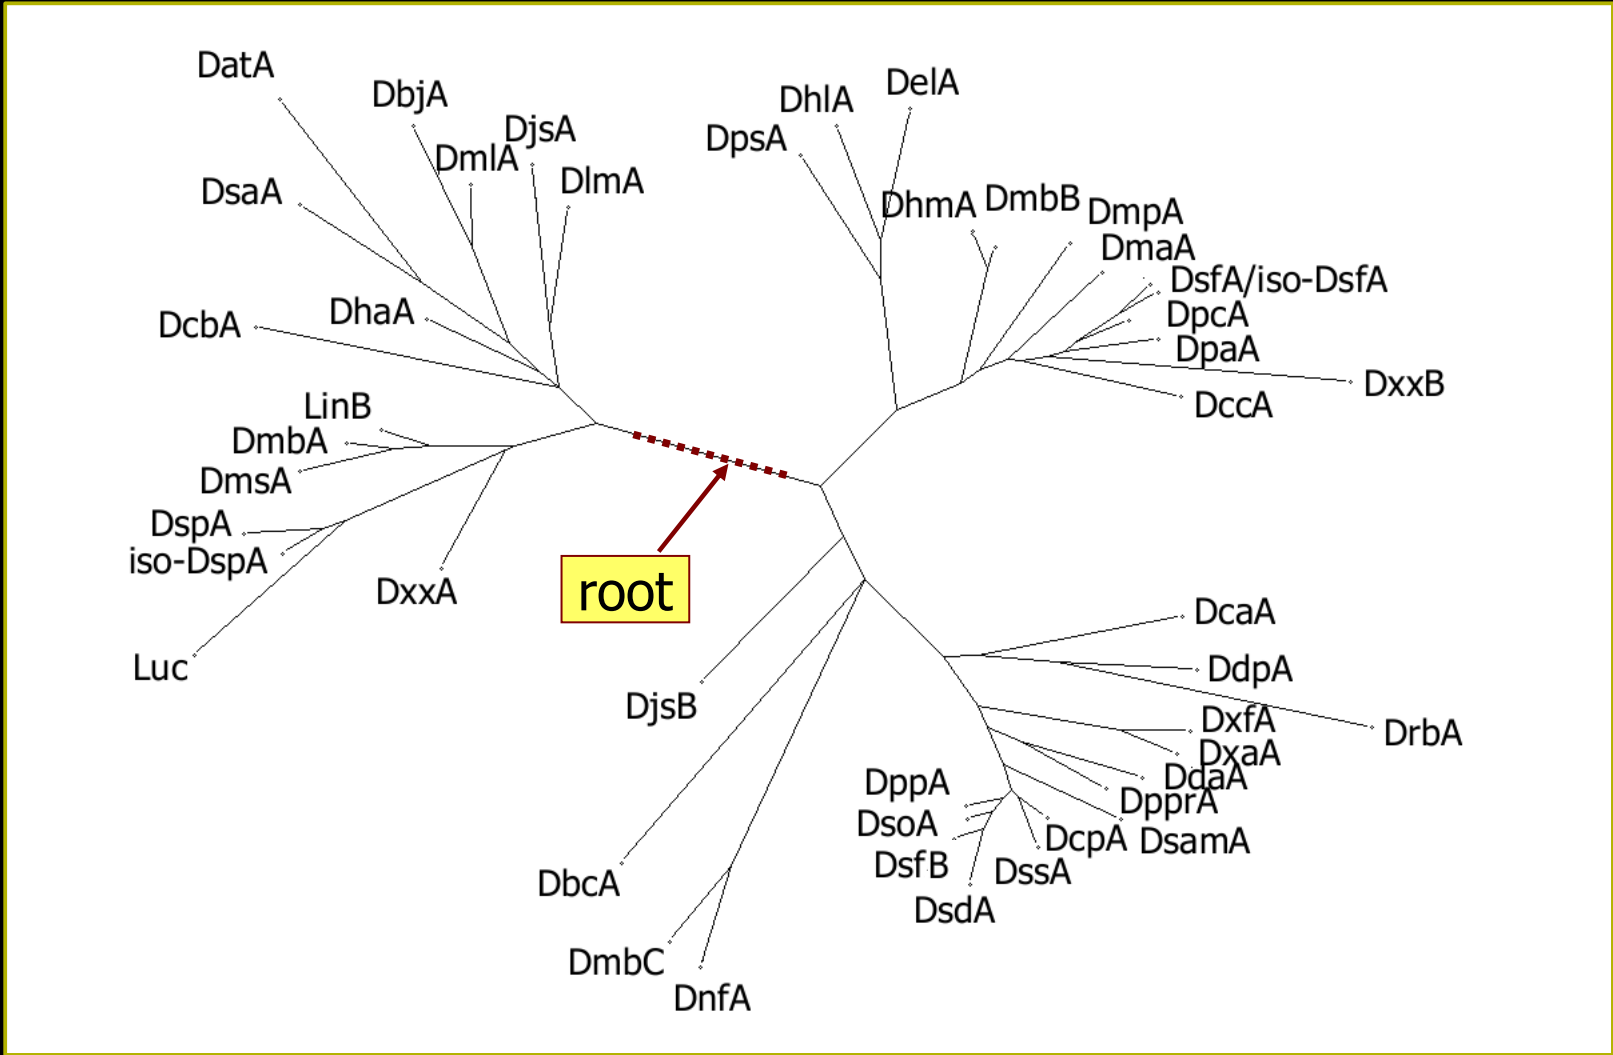 DatA
DbjA
DjsA
DmlA
DlmA
DsaA
DhaA
DcbA
LinB
DmbA
DmsA
DspA
iso-DspA
DxxA
Luc
root
DelA
DhlA
DpsA
DhmA
DmbB
DmpA
DmaA
DsfA/iso-DsfA
DpcA
DpaA
DxxB
DccA
DcaA
DdpA
DrbA
DxfA
DxaA
DdaA
DpprA
DsamA
DcpA
DssA
DppA
DsoA
DsfB
DsdA
DjsB
DbcA
DmbC
DnfA